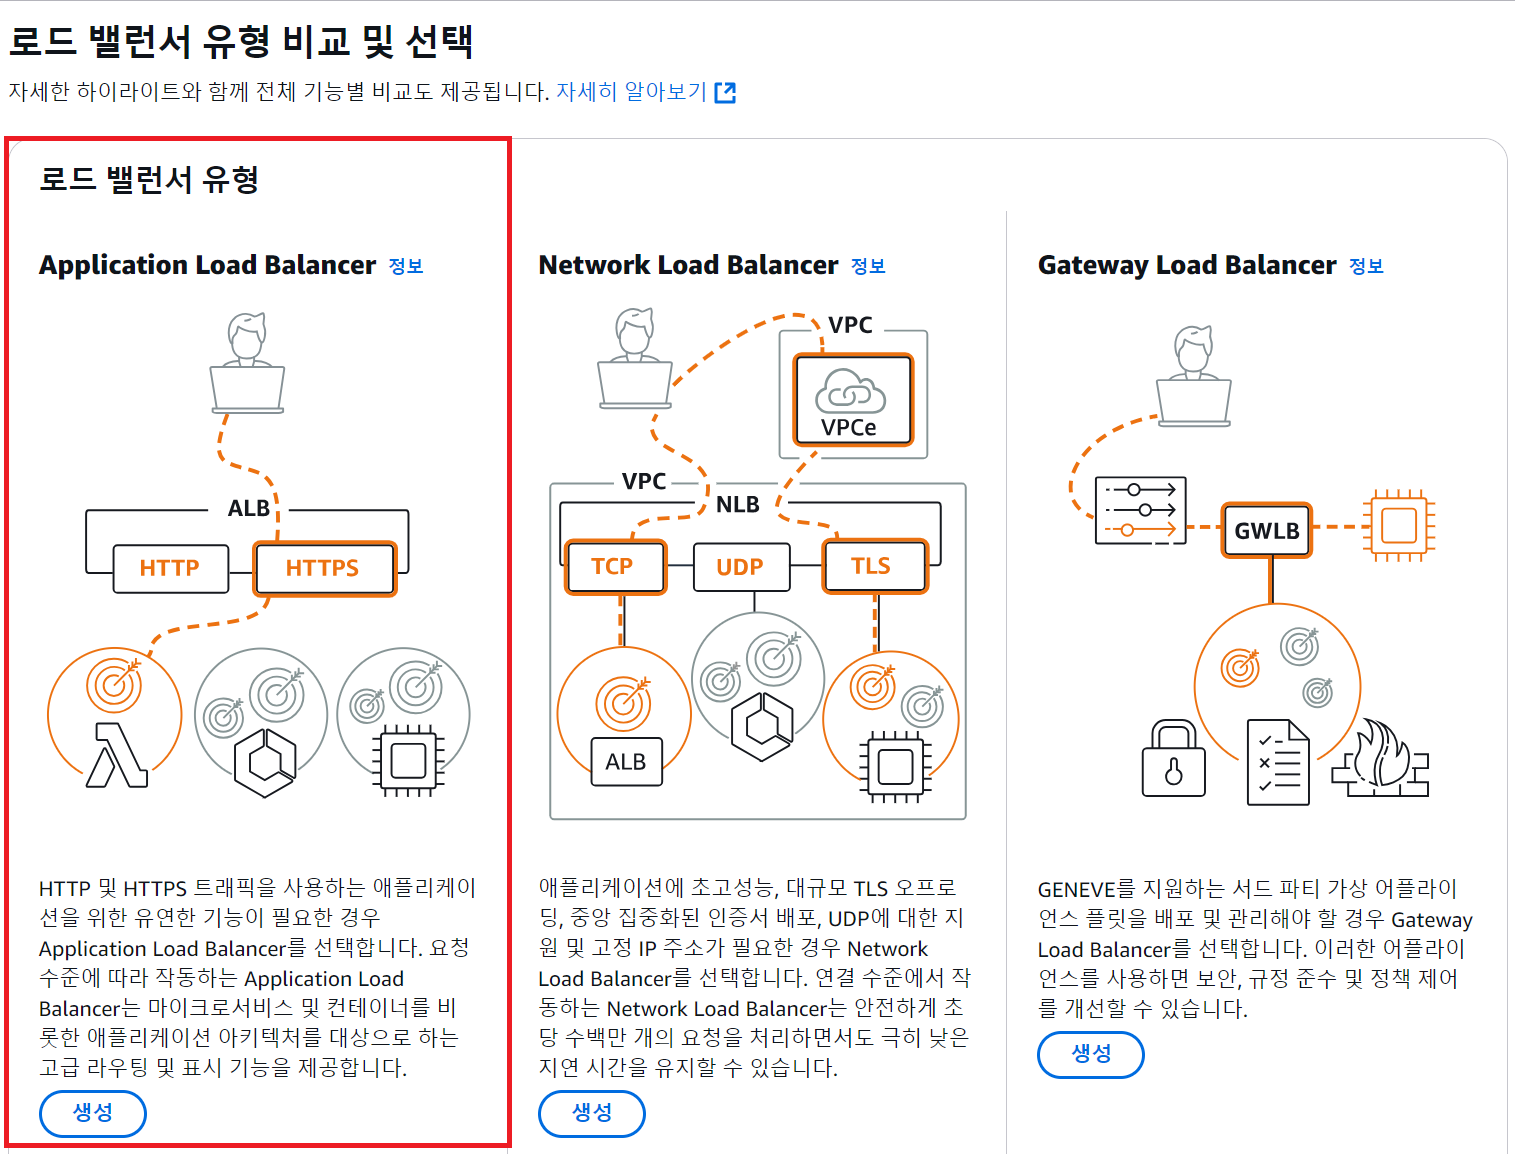 로드 밸런서 유형 비교 및 선택
자세한 하이라이트와 함께 전체 기능별 비교도 제공됩니다. 자세히 알아보기
로드 밸런서 유형
Application Load Balancer 정보
ALB
HTTP
HTTPS
HTTP 및 HTTPS 트래픽을 사용하는 애플리케이
션을 위한 유연한 기능이 필요한 경우
Application Load Balancer를 선택합니다. 요청
수준에 따라 작동하는 Application Load
Balancer는 마이크로서비스 및 컨테이너를 비
롯한 애플리케이션 아키텍처를 대상으로 하는
고급 라우팅 및 표시 기능을 제공합니다.
생성
Network Load Balancer 정보
VPC
VPCe
VPC
NLB
TCP
UDP
TLS
ALB
애플리케이션에 초고성능, 대규모 TLS 오프로
딩, 중앙 집중화된 인증서 배포, UDP에 대한 지
원 및 고정 IP 주소가 필요한 경우 Network
Load Balancer를 선택합니다. 연결 수준에서 작
동하는 Network Load Balancer는 안전하게 초
당 수백만 개의 요청을 처리하면서도 극히 낮은
지연 시간을 유지할 수 있습니다.
생성
Gateway Load Balancer 정보
GWLB
GENEVE를 지원하는 서드 파티 가상 어플라이
언스 플릿을 배포 및 관리해야 할 경우 Gateway
Load Balancer를 선택합니다. 이러한 어플라이
언스를 사용하면 보안, 규정 준수 및 정책 제어
를 개선할 수 있습니다.
생성